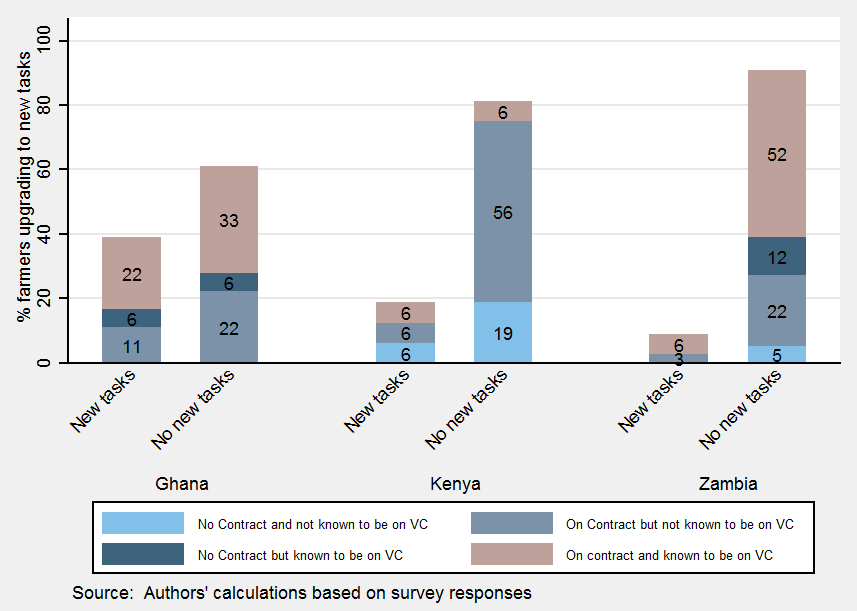 % farmers upgrading to new tasks
100
80
60
40
20
0
22
6
11
33
6
22
6
6
6
6
56
19
6
3
52
12
22
5
New tasks
No new tasks
New tasks
No new tasks
New tasks
No new tasks
Ghana
Kenya
Zambia
No Contract and not known to be on VC
On Contract but not known to be on VC
No Contract but known to be on VC
On contract and known to be on VC
Source:  Authors' calculations based on survey responses